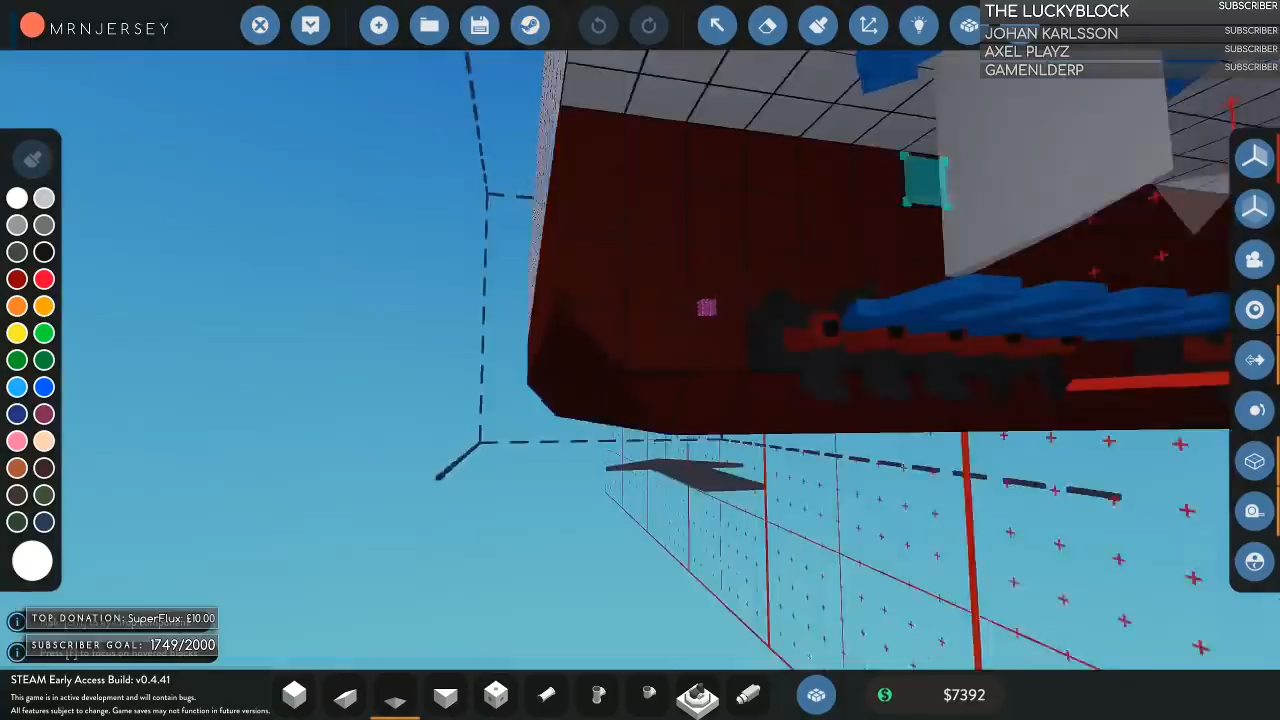 MRNJERSEY
THE LUCKYBLOCK SUBSCRIBER
JOHAN KARLSSON SUBSCRIBER
AXEL PLAYZ SUBSCRIBER
GAMENLDERP SUBSCRIBER
TOP DONATION: SuperFlux: £10.00
SUBSCRIBER GOAL: 1749/2000
STEAM Early Access Build: v0.4.41
This game is in active development and will contain bugs.
All features subject to change. Game saves may not function in future versions.
$ $7392